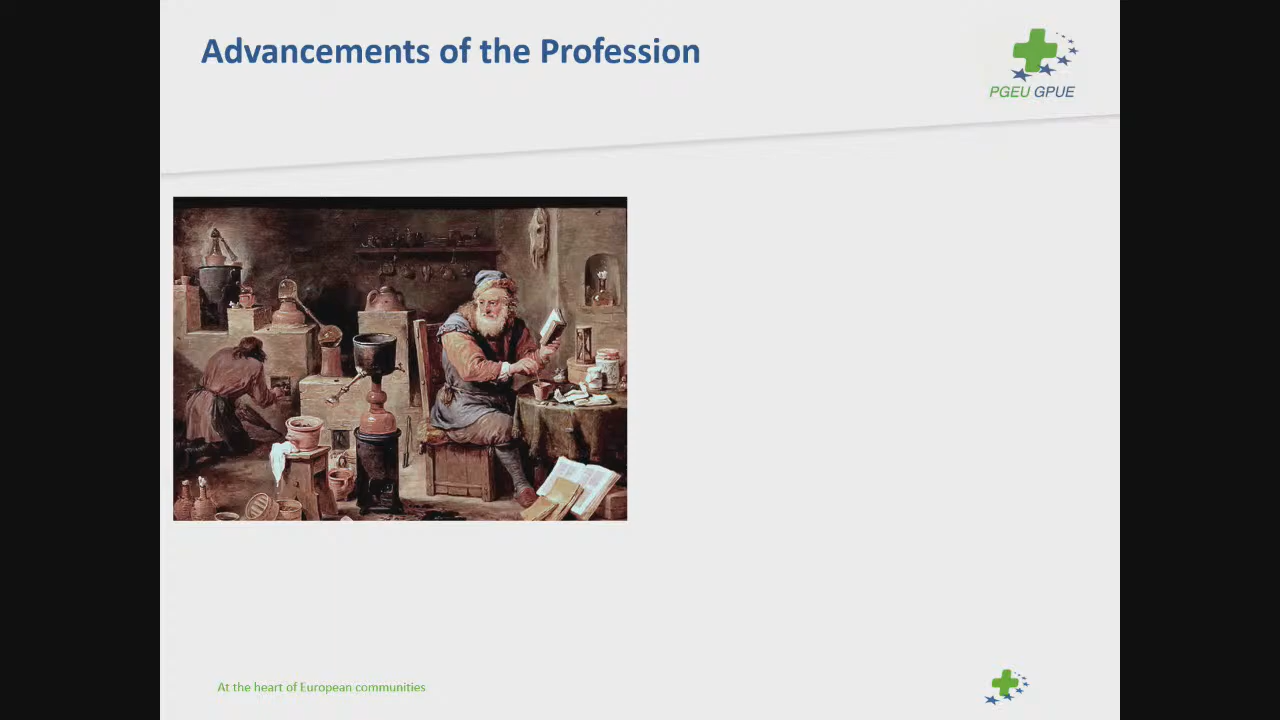 Advancements of the Profession
PGEU GPUE
At the heart of European communities